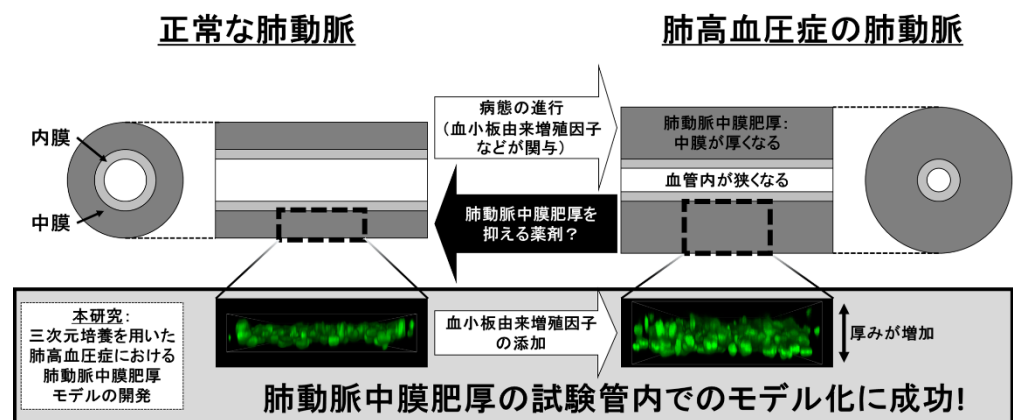 正常な肺動脈
肺高血圧症の肺動脈
内膜
中膜
病態の進行
(血小板由来増殖因子
などが関与)
肺動脈中膜肥厚を
抑える薬剤?
肺動脈中膜肥厚:
中膜が厚くなる
血管内が狭くなる
本研究:
三次元培養を用いた
肺高血圧症における
肺動脈中膜肥厚
モデルの開発
血小板由来増殖因子
の添加
厚みが増加
肺動脈中膜肥厚の試験管内でのモデル化に成功!